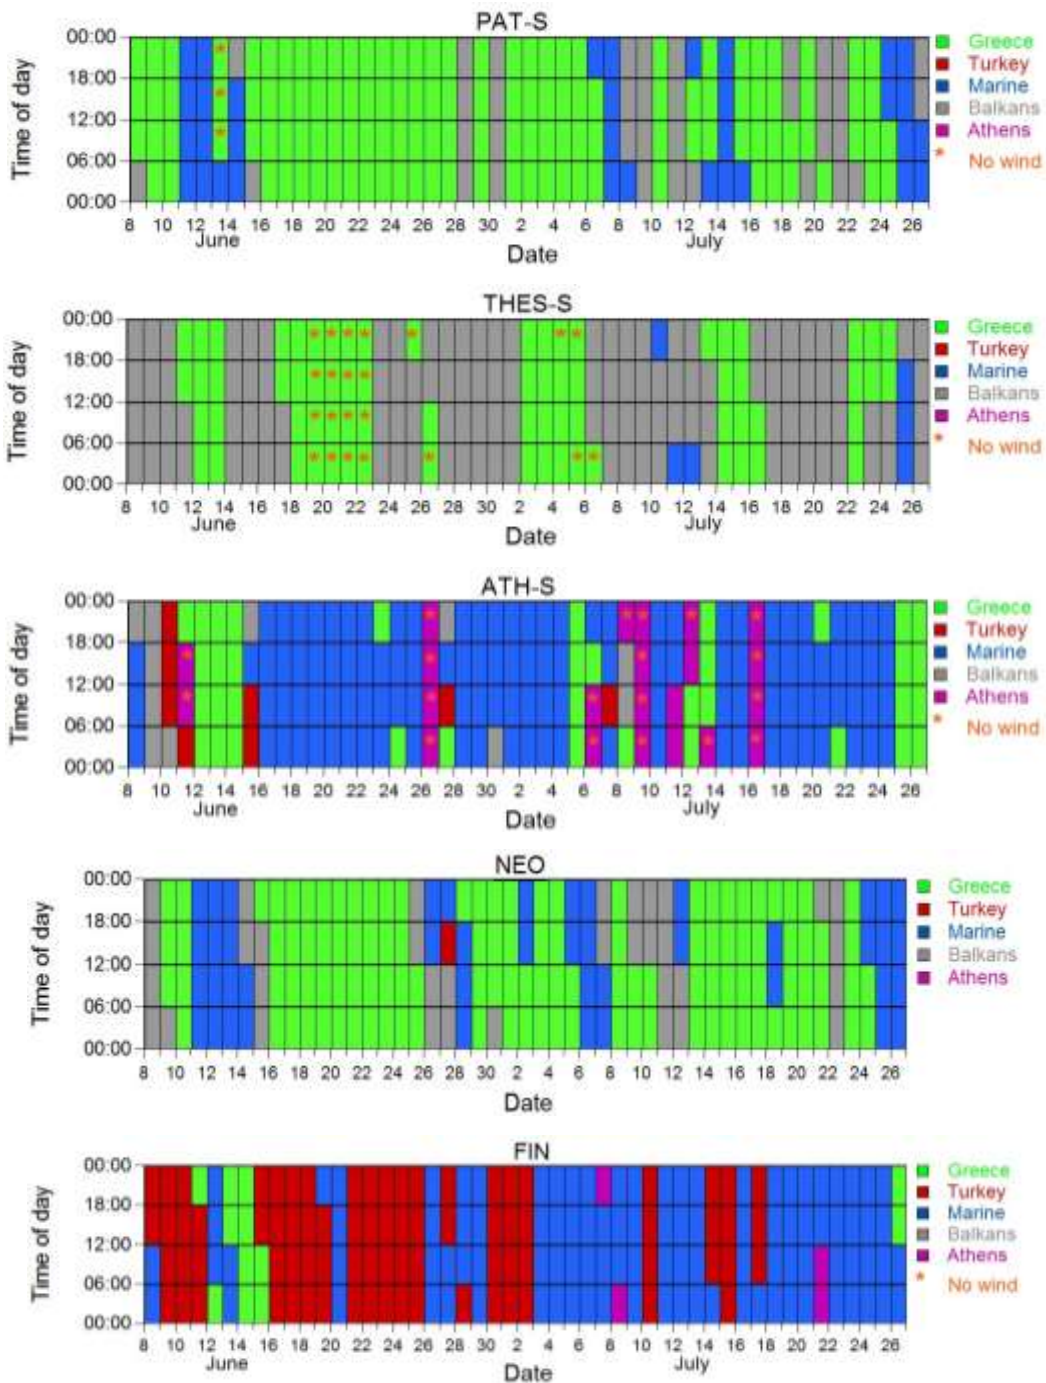 PAT-S
Time of day
00:00
18:00
12:00
06:00
00:00
Greece
Turkey
Marine
Balkans
Athens
* No wind
8 10 12 14 16 18 20 22 24 26 28 30 2 4 6 8 10 12 14 16 18 20 22 24 26
June July
Date
THES-S
Time of day
00:00
18:00
12:00
06:00
00:00
Greece
Turkey
Marine
Balkans
Athens
* No wind
8 10 12 14 16 18 20 22 24 26 28 30 2 4 6 8 10 12 14 16 18 20 22 24 26
June July
Date
ATH-S
Time of day
00:00
18:00
12:00
06:00
00:00
Greece
Turkey
Marine
Balkans
Athens
* No wind
8 10 12 14 16 18 20 22 24 26 28 30 2 4 6 8 10 12 14 16 18 20 22 24 26
June July
Date
NEO
Time of day
00:00
18:00
12:00
06:00
00:00
Greece
Turkey
Marine
Balkans
Athens
8 10 12 14 16 18 20 22 24 26 28 30 2 4 6 8 10 12 14 16 18 20 22 24 26
Date
FIN
Time of day
00:00
18:00
12:00
06:00
00:00
Greece
Turkey
Marine
Balkans
Athens
* No wind
8 10 12 14 16 18 20 22 24 26 28 30 2 4 6 8 10 12 14 16 18 20 22 24 26
June July
Date